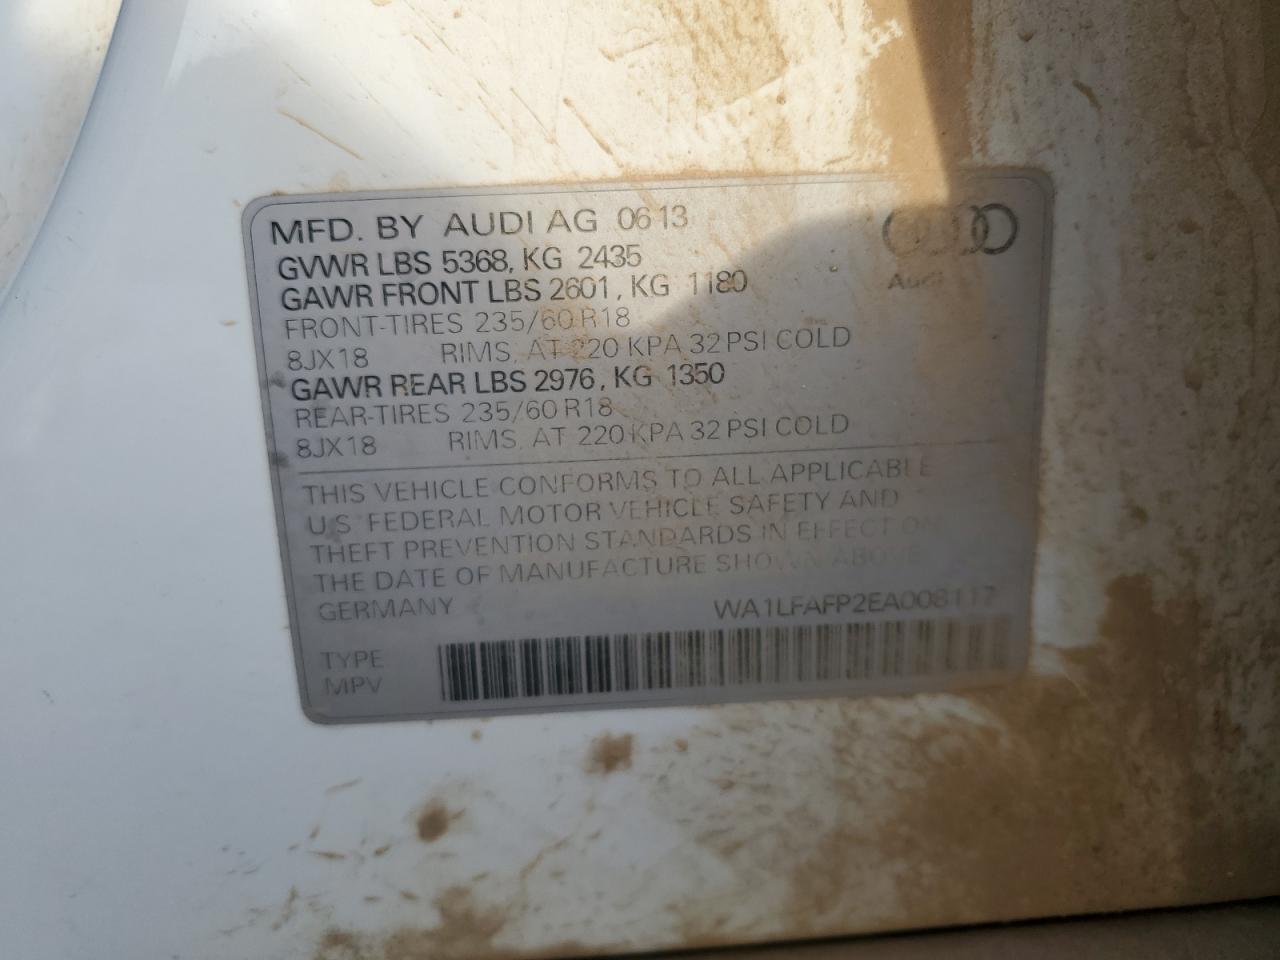 MFD. BY AUDI AG 06 13
GVWR LBS 5368, KG 2435
GAWR FRONT LBS 2601, KG 1180
FRONT-TIRES 235/60 R18
8JX18 RIMS, AT 220 KPA 32 PSI COLD
GAWR REAR LBS 2976, KG 1350
REAR-TIRES 235/60 R18
8JX18 RIMS, AT 220 KPA 32 PSI COLD
Audi
THIS VEHICLE CONFORMS TO ALL APPLICABLE
U.S. FEDERAL MOTOR VEHICLE SAFETY AND
THEFT PREVENTION STANDARDS IN EFFECT ON
THE DATE OF MANUFACTURE SHOWN ABOVE
GERMANY WA1LFAFP2EA008117
TYPE
MPV